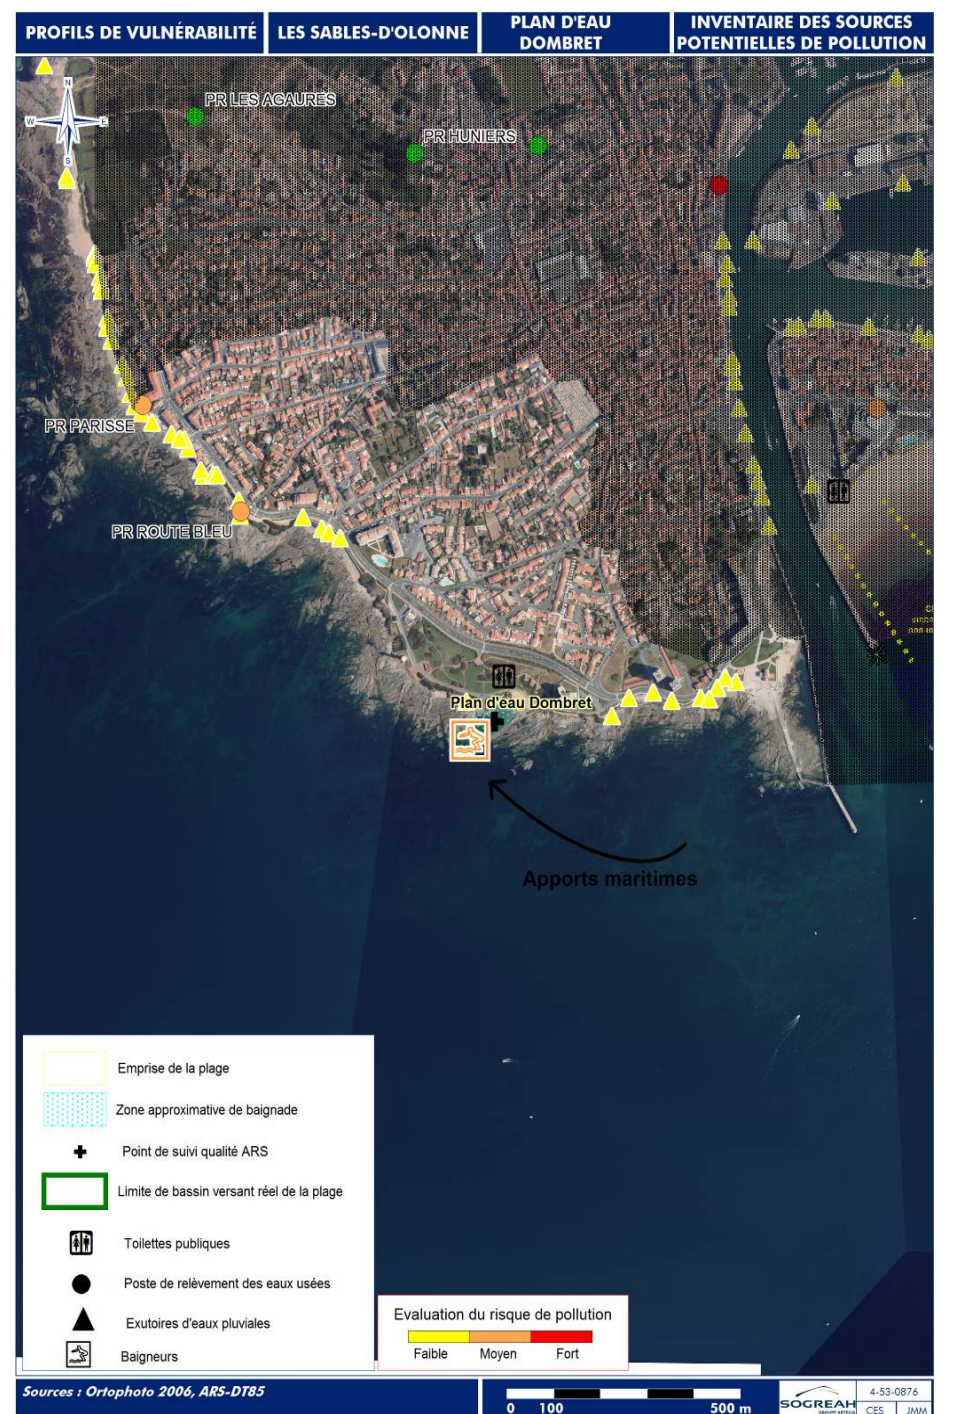 PROFILS DE VULNÉRABILITÉ
LES SABLES-D'OLONNE
PLAN D'EAU
DOMBRET
INVENTAIRE DES SOURCES
POTENTIELLES DE POLLUTION
N
W
E
S
PR LES AGAURES
PR HUNIERS
PR PARISSE
PR ROUTE BLEU
Plan d'eau Dombret
Apports maritimes
Emprise de la plage
Zone approximative de baignade
Point de suivi qualité ARS
Limite de bassin versant réel de la plage
Toilettes publiques
Poste de relèvement des eaux usées
Exutoires d'eaux pluviales
Baigneurs
Evaluation du risque de pollution
Faible Moyen Fort
Sources : Ortophoto 2006, ARS-DT85
0 100 500 m
SOGREAH
GROUPE ARTELIA
4-53-0876
CES JMM